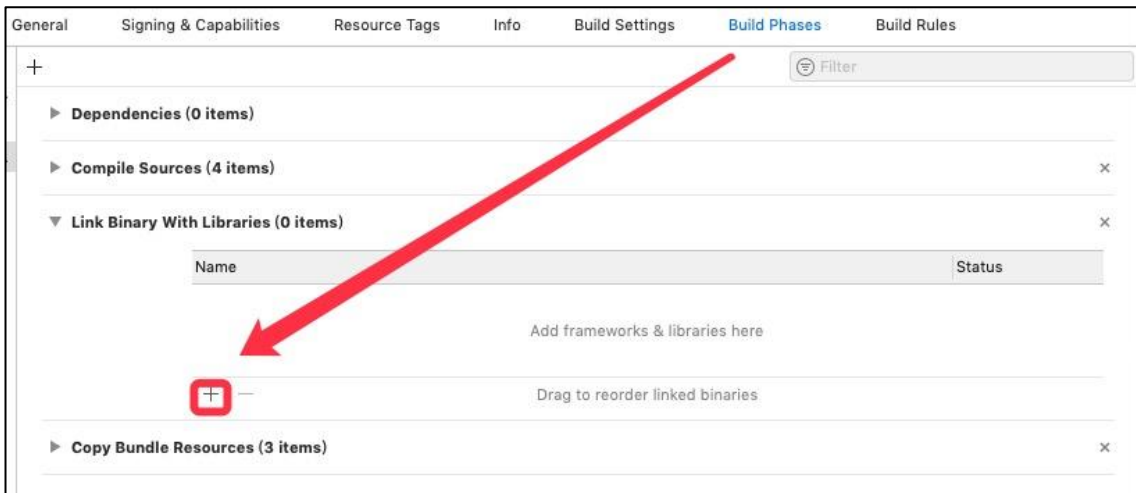 General Signing & Capabilities Resource Tags Info Build Settings Build Phases Build Rules
+ Filter
Dependencies (0 items)
Compile Sources (4 items) ×
Link Binary With Libraries (0 items) ×
Name Status
Add frameworks & libraries here
+ — Drag to reorder linked binaries
Copy Bundle Resources (3 items) ×